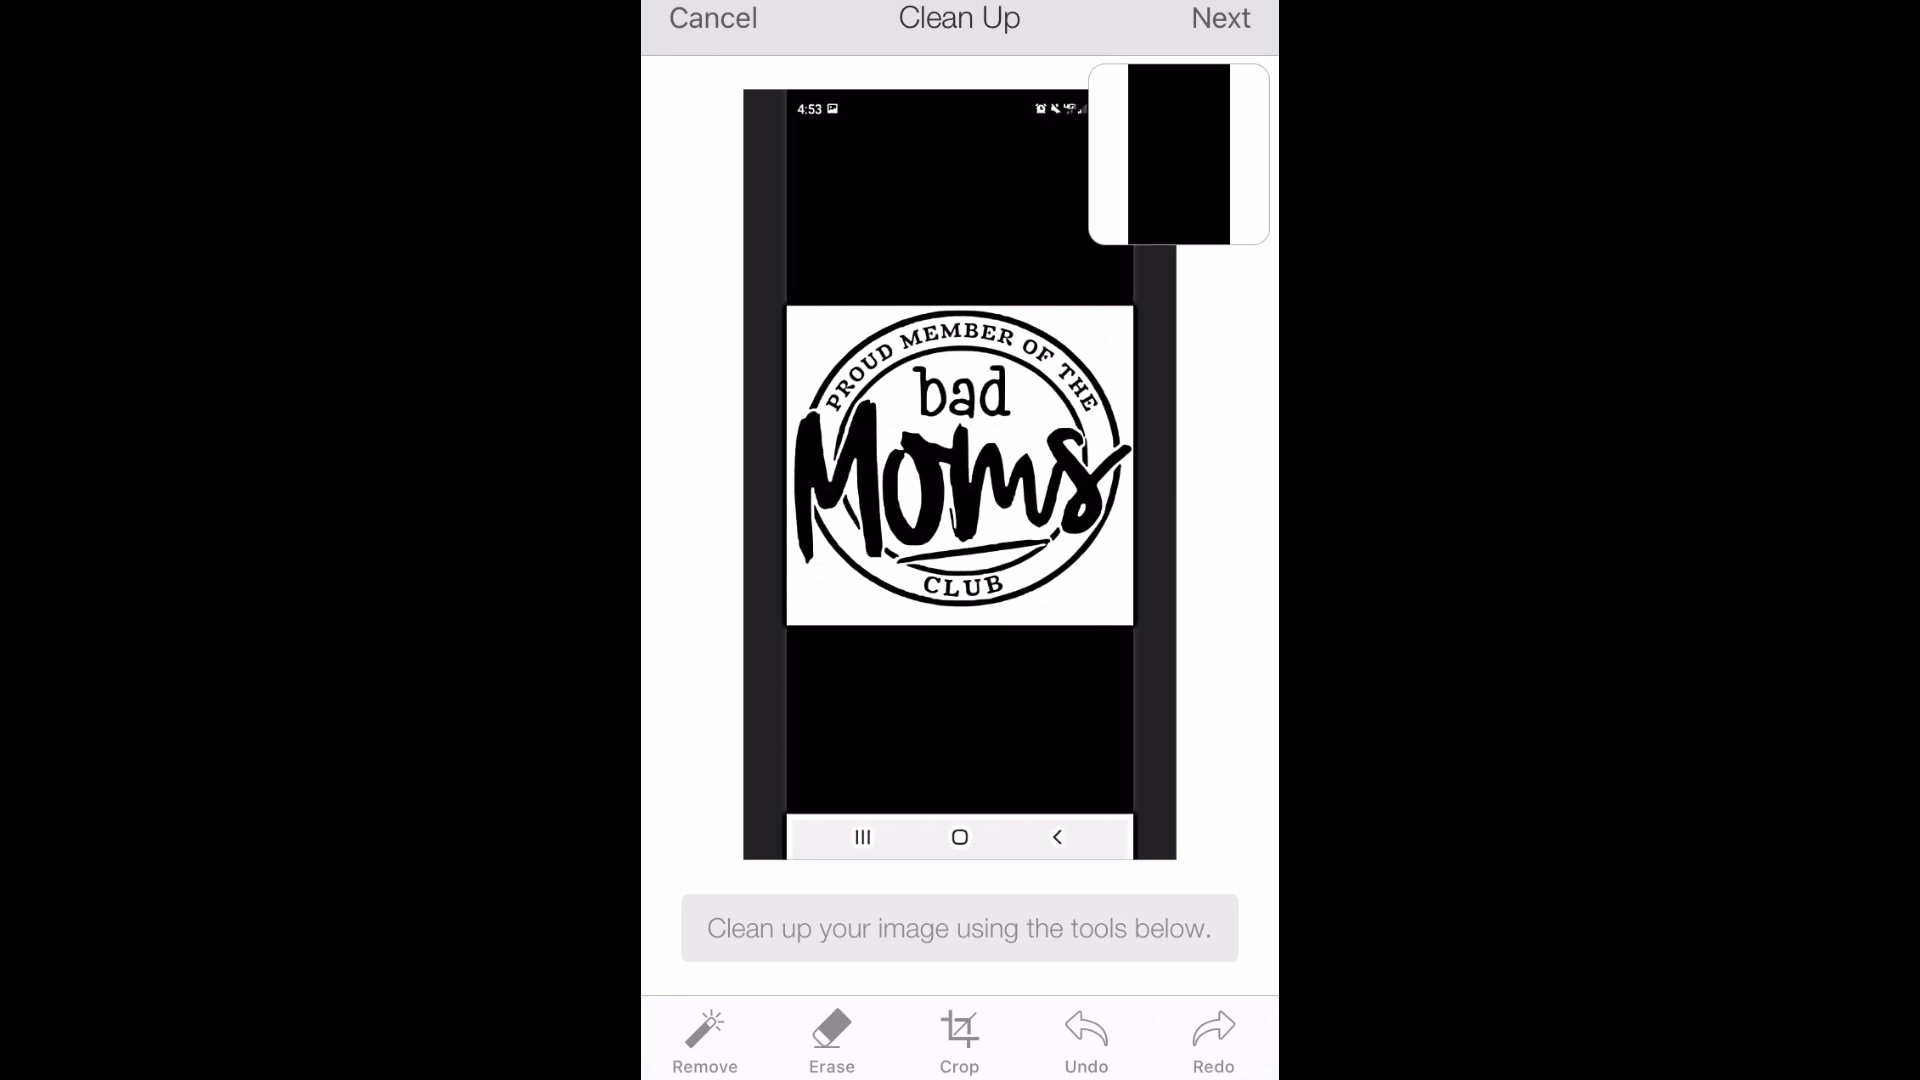 Cancel Clean Up Next
4:53
PROUD MEMBER OF THE
bad
Moms
CLUB
Clean up your image using the tools below.
Remove Erase Crop Undo Redo